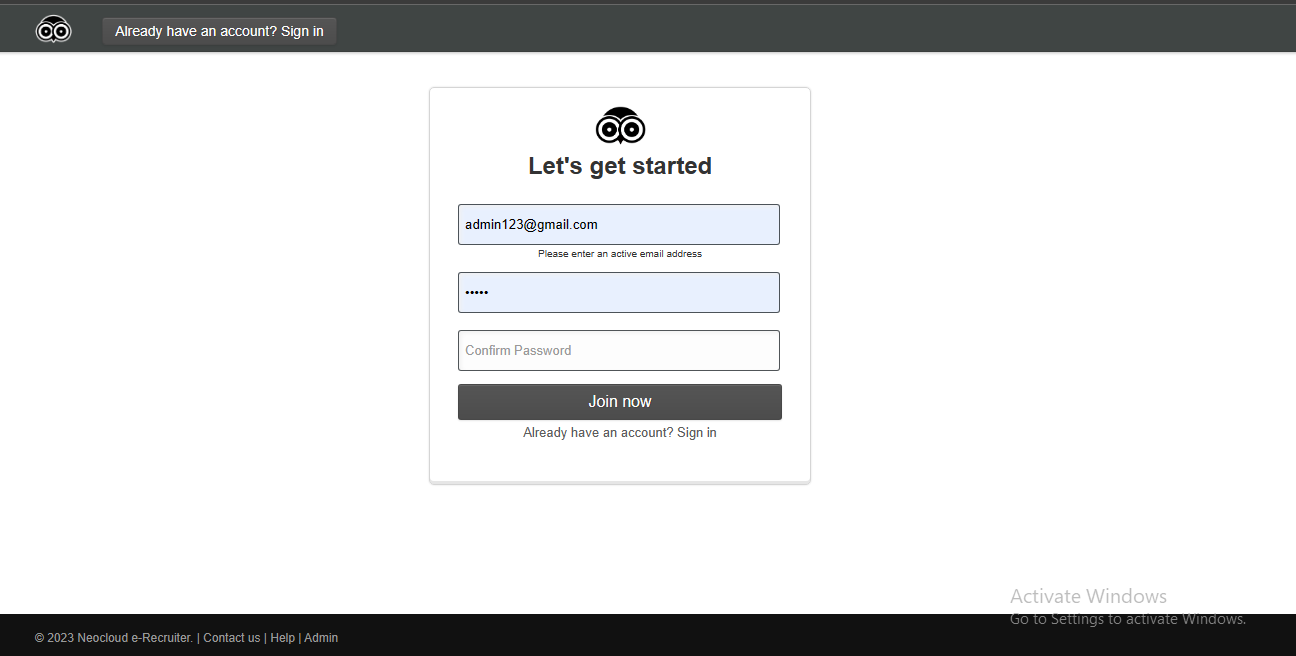 Already have an account? Sign in
Let's get started
admin123@gmail.com
Please enter an active email address
•••••
Confirm Password
Join now
Already have an account? Sign in
Activate Windows
Go to Settings to activate Windows.
© 2023 Neocloud e-Recruiter. | Contact us | Help | Admin